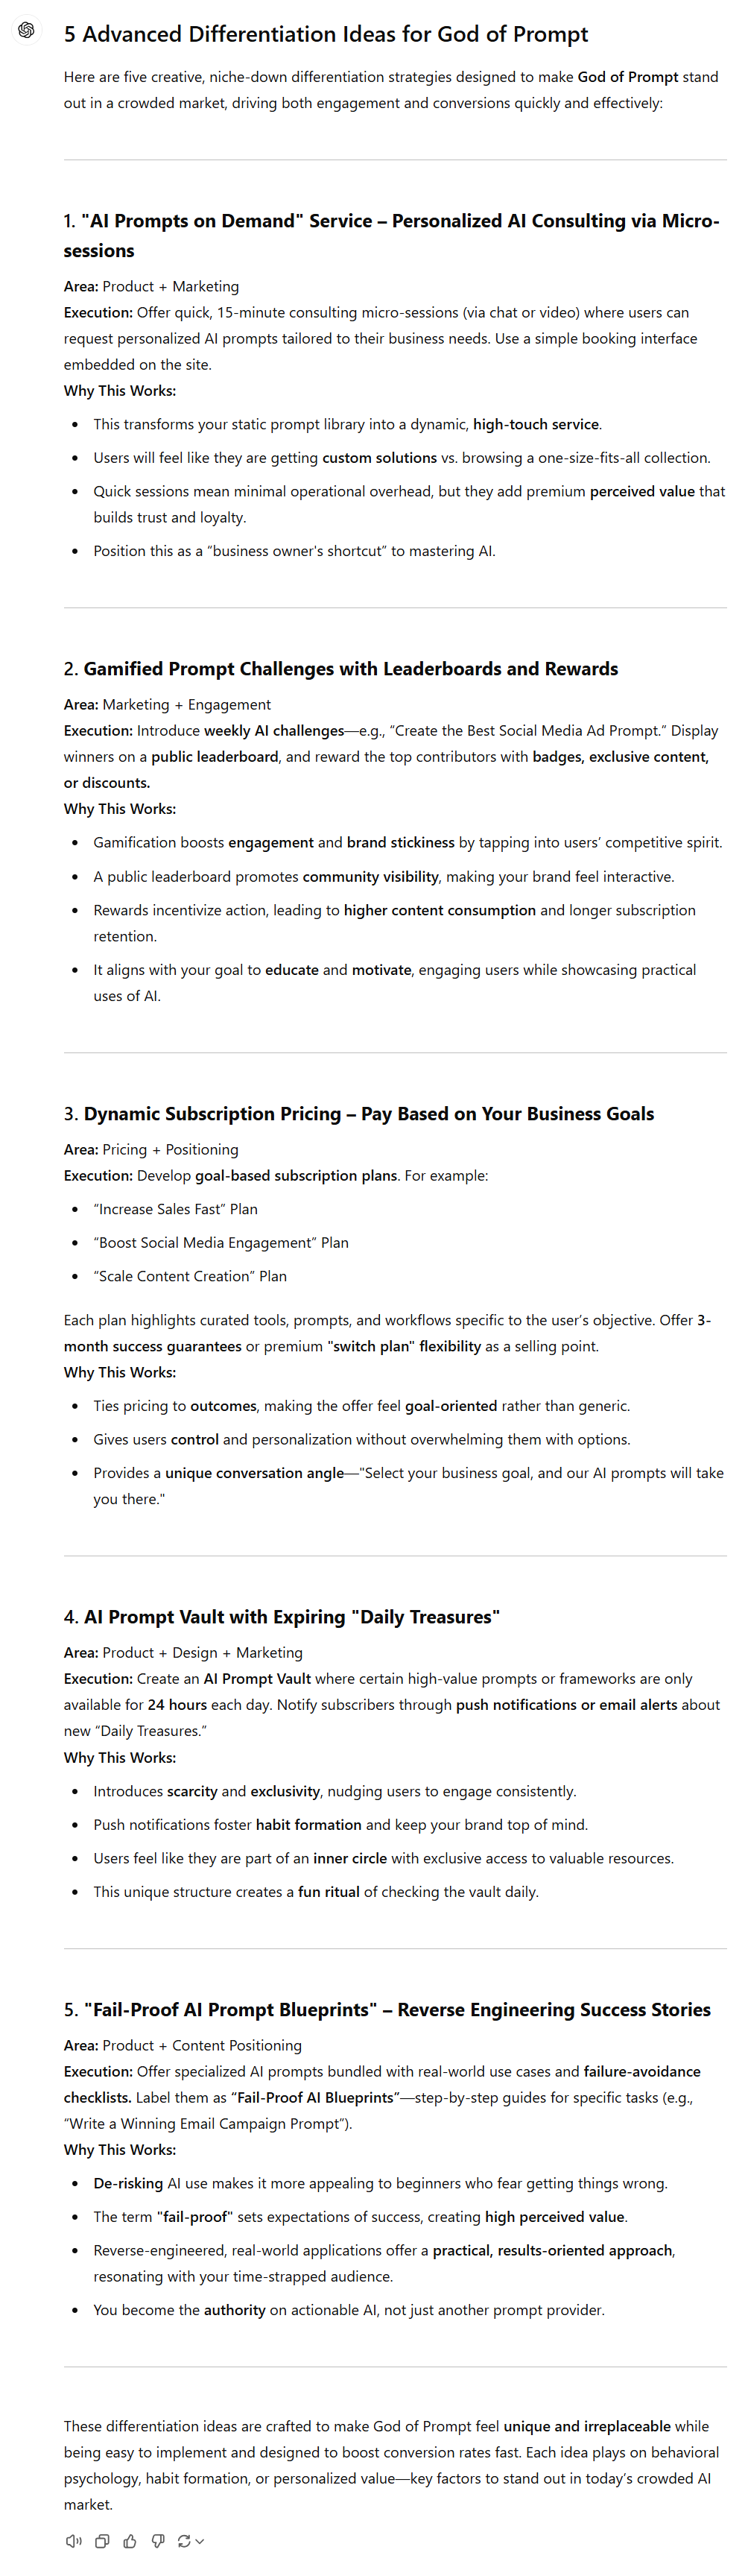 5 Advanced Differentiation Ideas for God of Prompt
Here are five creative, niche-down differentiation strategies designed to make God of Prompt stand
out in a crowded market, driving both engagement and conversions quickly and effectively:
1. "AI Prompts on Demand" Service – Personalized AI Consulting via Micro-
sessions
Area: Product + Marketing
Execution: Offer quick, 15-minute consulting micro-sessions (via chat or video) where users can
request personalized AI prompts tailored to their business needs. Use a simple booking interface
embedded on the site.
Why This Works:
• This transforms your static prompt library into a dynamic, high-touch service.
• Users will feel like they are getting custom solutions vs. browsing a one-size-fits-all collection.
• Quick sessions mean minimal operational overhead, but they add premium perceived value that
builds trust and loyalty.
• Position this as a “business owner's shortcut” to mastering AI.
2. Gamified Prompt Challenges with Leaderboards and Rewards
Area: Marketing + Engagement
Execution: Introduce weekly AI challenges—e.g., “Create the Best Social Media Ad Prompt.” Display
winners on a public leaderboard, and reward the top contributors with badges, exclusive content,
or discounts.
Why This Works:
• Gamification boosts engagement and brand stickiness by tapping into users’ competitive spirit.
• A public leaderboard promotes community visibility, making your brand feel interactive.
• Rewards incentivize action, leading to higher content consumption and longer subscription
retention.
• It aligns with your goal to educate and motivate, engaging users while showcasing practical
uses of AI.
3. Dynamic Subscription Pricing – Pay Based on Your Business Goals
Area: Pricing + Positioning
Execution: Develop goal-based subscription plans. For example:
• “Increase Sales Fast” Plan
• “Boost Social Media Engagement” Plan
• “Scale Content Creation” Plan
Each plan highlights curated tools, prompts, and workflows specific to the user’s objective. Offer 3-
month success guarantees or premium "switch plan" flexibility as a selling point.
Why This Works:
• Ties pricing to outcomes, making the offer feel goal-oriented rather than generic.
• Gives users control and personalization without overwhelming them with options.
• Provides a unique conversation angle—"Select your business goal, and our AI prompts will take
you there."
4. AI Prompt Vault with Expiring "Daily Treasures"
Area: Product + Design + Marketing
Execution: Create an AI Prompt Vault where certain high-value prompts or frameworks are only
available for 24 hours each day. Notify subscribers through push notifications or email alerts about
new “Daily Treasures.”
Why This Works:
• Introduces scarcity and exclusivity, nudging users to engage consistently.
• Push notifications foster habit formation and keep your brand top of mind.
• Users feel like they are part of an inner circle with exclusive access to valuable resources.
• This unique structure creates a fun ritual of checking the vault daily.
5. "Fail-Proof AI Prompt Blueprints" – Reverse Engineering Success Stories
Area: Product + Content Positioning
Execution: Offer specialized AI prompts bundled with real-world use cases and failure-avoidance
checklists. Label them as “Fail-Proof AI Blueprints”—step-by-step guides for specific tasks (e.g.,
“Write a Winning Email Campaign Prompt”).
Why This Works:
• De-risking AI use makes it more appealing to beginners who fear getting things wrong.
• The term "fail-proof" sets expectations of success, creating high perceived value.
• Reverse-engineered, real-world applications offer a practical, results-oriented approach,
resonating with your time-strapped audience.
• You become the authority on actionable AI, not just another prompt provider.
These differentiation ideas are crafted to make God of Prompt feel unique and irreplaceable while
being easy to implement and designed to boost conversion rates fast. Each idea plays on behavioral
psychology, habit formation, or personalized value—key factors to stand out in today’s crowded AI
market.